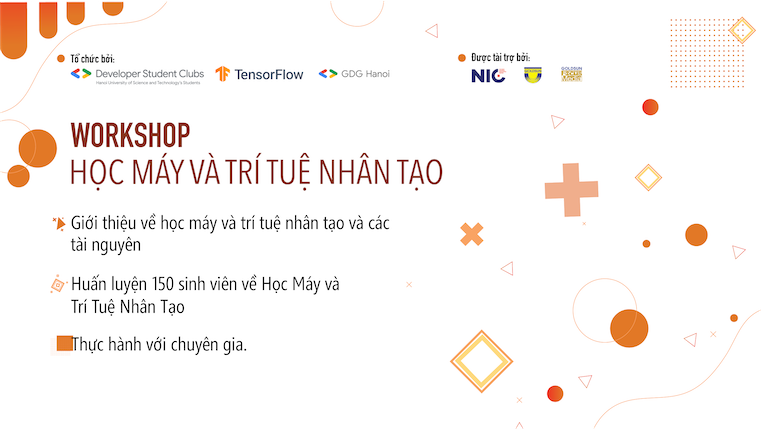 Tổ chức bởi:
Developer Student Clubs
Hanoi University of Science and Technology's Students
TensorFlow
GDG Hanoi
Được tài trợ bởi:
NIC
WORKSHOP
HỌC MÁY VÀ TRÍ TUỆ NHÂN TẠO
Giới thiệu về học máy và trí tuệ nhân tạo và các
tài nguyên
Huấn luyện 150 sinh viên về Học Máy và
Trí Tuệ Nhân Tạo
Thực hành với chuyên gia.